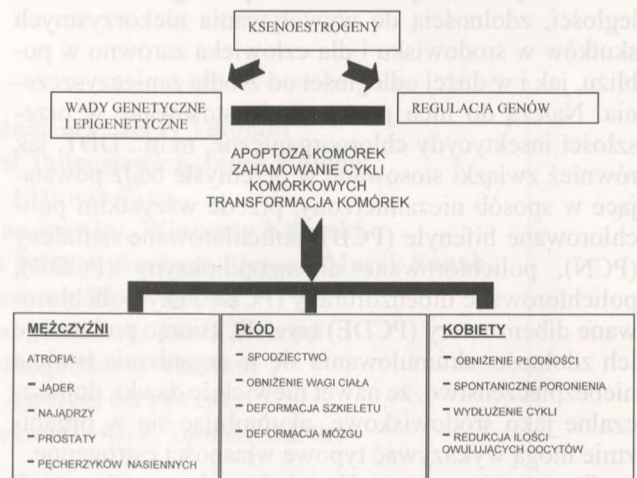 KSENOESTROGENY
WADY GENETYCZNE
I EPIGENETYCZNE
REGULACJA GENÓW
APOPTOZA KOMÓREK
ZAHAMOWANIE CYKLI
KOMÓRKOWYCH
TRANSFORMACJA KOMÓREK
MĘŻCZYŹNI
ATROFIA:
- JĄDER
- NAJĄDRZY
- PROSTATY
- PĘCHERZYKÓW NASIENNYCH
PŁÓD
- SPODZIECTWO
- OBNIŻENIE WAGI CIAŁA
- DEFORMACJA SZKIELETU
- DEFORMACJA MÓZGU
KOBIETY
- OBNIŻENIE PŁODNOŚCI
- SPONTANICZNE PORONIENIA
- WYDŁUŻENIE CYKLI
- REDUKCJA ILOŚCI
OWULUJĄCYCH OOCYTÓW